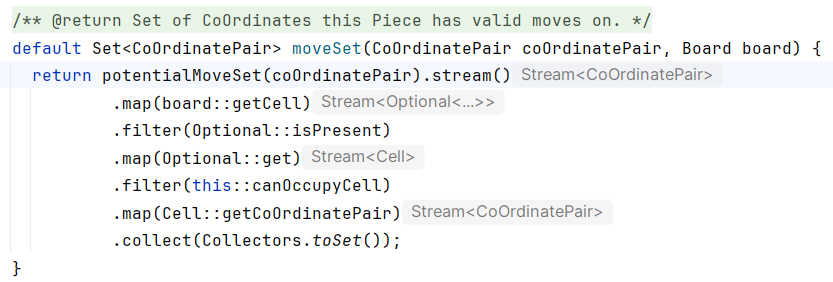 /** @return Set of CoOrdinates this Piece has valid moves on. */
default Set<CoOrdinatePair> moveSet(CoOrdinatePair coOrdinatePair, Board board) {
return potentialMoveSet(coOrdinatePair).stream() Stream<CoOrdinatePair>
.map(board::getCell) Stream<Optional<...>>
.filter(Optional::isPresent)
.map(Optional::get) Stream<Cell>
.filter(this::canOccupyCell)
.map(Cell::getCoOrdinatePair) Stream<CoOrdinatePair>
.collect(Collectors.toSet());
}